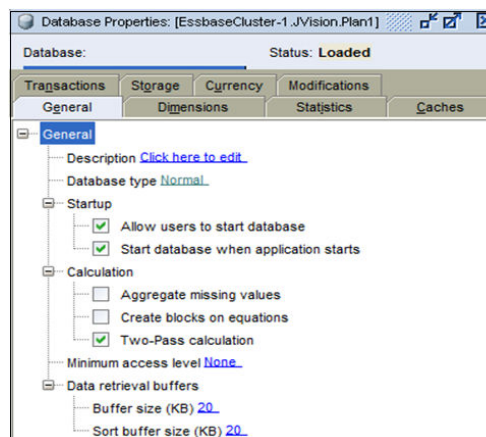 Database Properties: [EssbaseCluster-1.JVision.Plan1]
Database: Status: Loaded
Transactions Storage Currency Modifications
General Dimensions Statistics Caches
General
Description Click here to edit
Database type Normal
Startup
Allow users to start database
Start database when application starts
Calculation
Aggregate missing values
Create blocks on equations
Two-Pass calculation
Minimum access level None
Data retrieval buffers
Buffer size (KB) 20
Sort buffer size (KB) 20